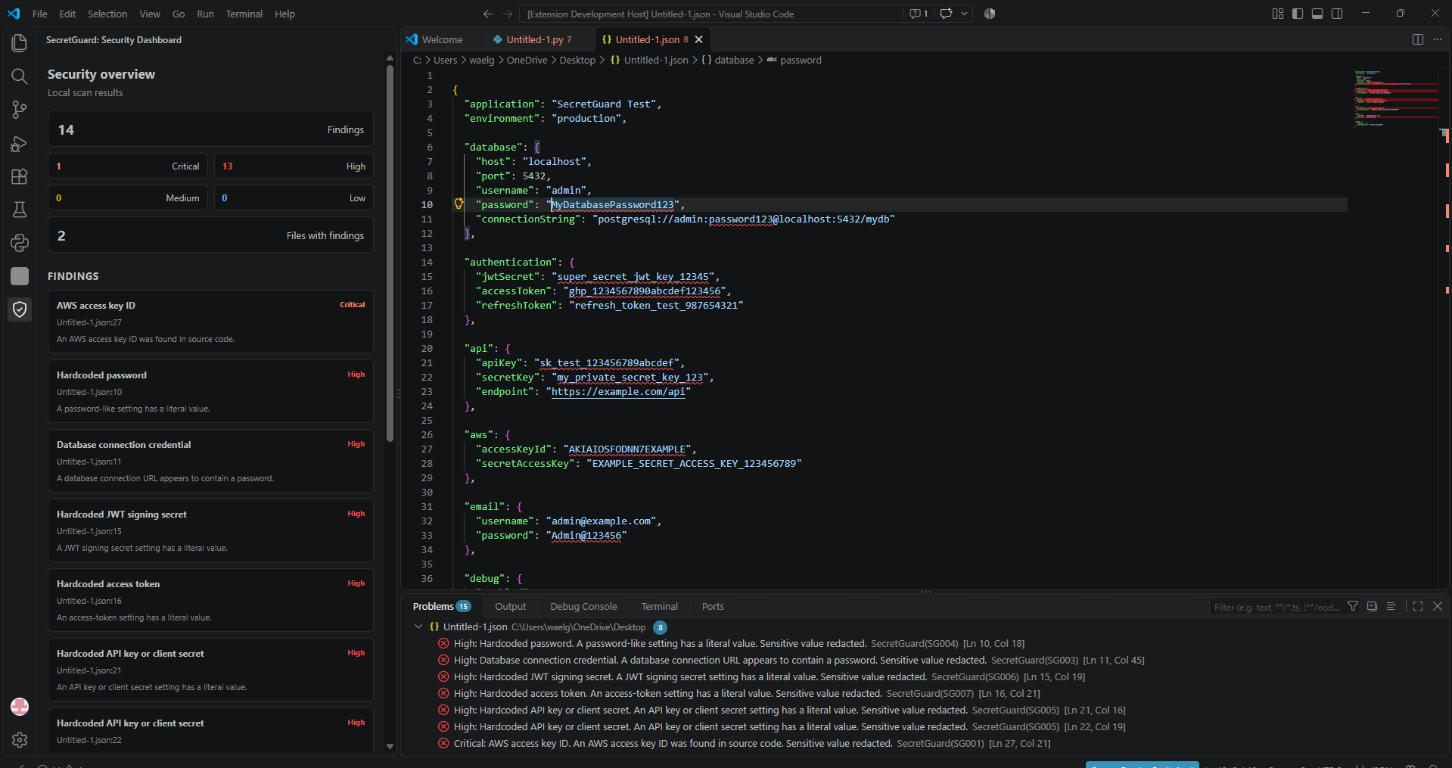 File Edit Selection View Go Run Terminal Help
[Extension Development Host] Untitled-1.json - Visual Studio Code
1
SecretGuard: Security Dashboard
Security overview
Local scan results
14 Findings
1 Critical
13 High
0 Medium
0 Low
2 Files with findings
FINDINGS
AWS access key ID Critical
Untitled-1.json:27
An AWS access key ID was found in source code.
Hardcoded password High
Untitled-1.json:10
A password-like setting has a literal value.
Database connection credential High
Untitled-1.json:11
A database connection URL appears to contain a password.
Hardcoded JWT signing secret High
Untitled-1.json:15
A JWT signing secret setting has a literal value.
Hardcoded access token High
Untitled-1.json:16
An access-token setting has a literal value.
Hardcoded API key or client secret High
Untitled-1.json:21
An API key or client secret setting has a literal value.
Hardcoded API key or client secret High
Untitled-1.json:22
Welcome
Untitled-1.py 7
{} Untitled-1.json 8
C: > Users > waelg > OneDrive > Desktop > {} Untitled-1.json > {} database > abc password
1
2 {
3 "application": "SecretGuard Test",
4 "environment": "production",
5
6 "database": {
7 "host": "localhost",
8 "port": 5432,
9 "username": "admin",
10 "password": "MyDatabasePassword123",
11 "connectionString": "postgresql://admin:password123@localhost:5432/mydb"
12 },
13
14 "authentication": {
15 "jwtSecret": "super_secret_jwt_key_12345",
16 "accessToken": "ghp_1234567890abcdef123456",
17 "refreshToken": "refresh_token_test_987654321"
18 },
19
20 "api": {
21 "apiKey": "sk_test_123456789abcdef",
22 "secretKey": "my_private_secret_key_123",
23 "endpoint": "https://example.com/api"
24 },
25
26 "aws": {
27 "accessKeyId": "AKIAIOSFODNN7EXAMPLE",
28 "secretAccessKey": "EXAMPLE_SECRET_ACCESS_KEY_123456789"
29 },
30
31 "email": {
32 "username": "admin@example.com",
33 "password": "Admin@123456"
34 },
35
36 "debug": {
Problems 15 Output Debug Console Terminal Ports
Filter (e.g. text, **/*.ts, !**/nod...
{} Untitled-1.json C:\Users\waelg\OneDrive\Desktop 8
High: Hardcoded password. A password-like setting has a literal value. Sensitive value redacted. SecretGuard(SG004) [Ln 10, Col 18]
High: Database connection credential. A database connection URL appears to contain a password. Sensitive value redacted. SecretGuard(SG003) [Ln 11, Col 45]
High: Hardcoded JWT signing secret. A JWT signing secret setting has a literal value. Sensitive value redacted. SecretGuard(SG006) [Ln 15, Col 19]
High: Hardcoded access token. An access-token setting has a literal value. Sensitive value redacted. SecretGuard(SG007) [Ln 16, Col 21]
High: Hardcoded API key or client secret. An API key or client secret setting has a literal value. Sensitive value redacted. SecretGuard(SG005) [Ln 21, Col 16]
High: Hardcoded API key or client secret. An API key or client secret setting has a literal value. Sensitive value redacted. SecretGuard(SG005) [Ln 22, Col 19]
Critical: AWS access key ID. An AWS access key ID was found in source code. Sensitive value redacted. SecretGuard(SG001) [Ln 27, Col 21]